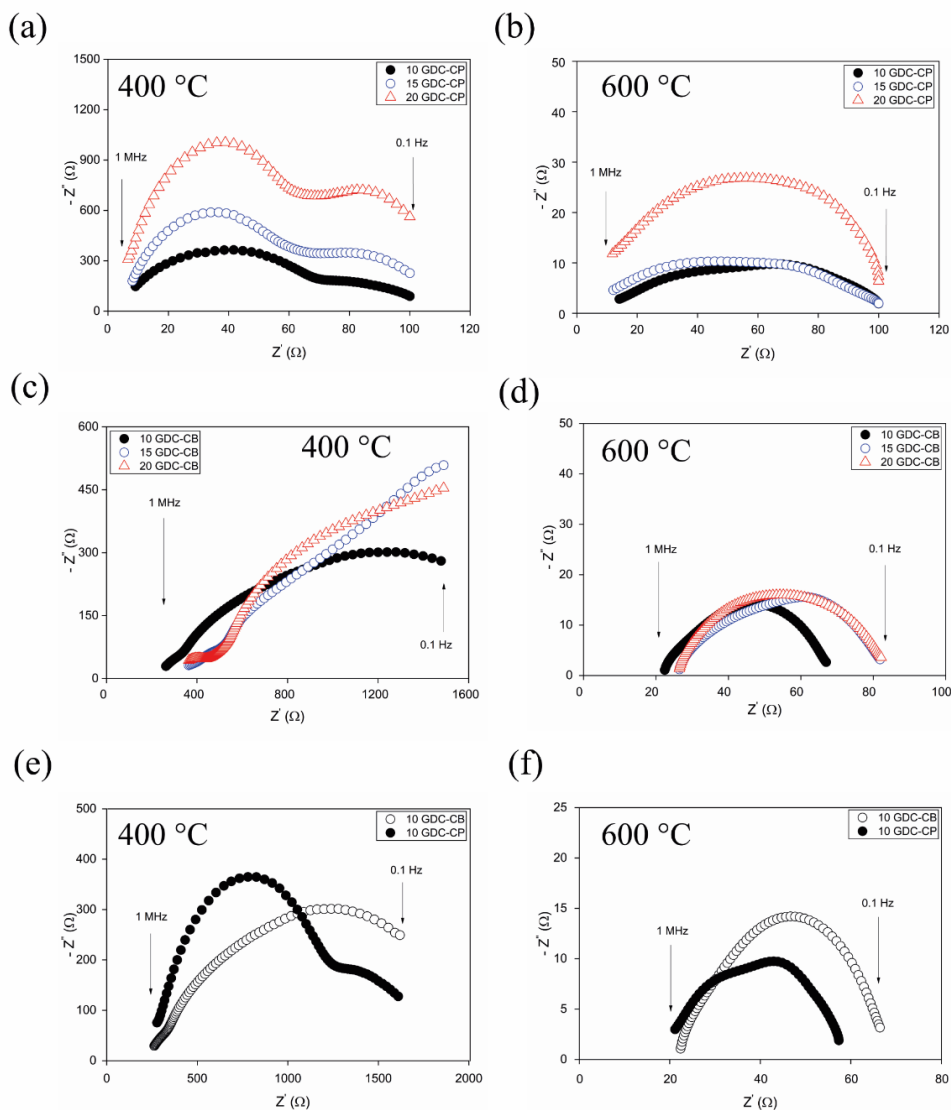 (a)
400 °C
10 GDC-CP
15 GDC-CP
20 GDC-CP
1 MHz
0.1 Hz
1500
1200
900
600
300
0
0 20 40 60 80 100 120
- Z" (Ω)
Z' (Ω)
(b)
600 °C
10 GDC-CP
15 GDC-CP
20 GDC-CP
1 MHz
0.1 Hz
50
40
30
20
10
0
0 20 40 60 80 100 120
- Z" (Ω)
Z' (Ω)
(c)
400 °C
10 GDC-CB
15 GDC-CB
20 GDC-CB
1 MHz
0.1 Hz
600
450
300
150
0
0 400 800 1200 1600
- Z" (Ω)
Z' (Ω)
(d)
600 °C
10 GDC-CB
15 GDC-CB
20 GDC-CB
1 MHz
0.1 Hz
50
40
30
20
10
0
0 20 40 60 80 100
- Z" (Ω)
Z' (Ω)
(e)
400 °C
10 GDC-CB
10 GDC-CP
1 MHz
0.1 Hz
500
400
300
200
100
0
0 500 1000 1500 2000
- Z" (Ω)
Z' (Ω)
(f)
600 °C
10 GDC-CB
10 GDC-CP
1 MHz
0.1 Hz
25
20
15
10
5
0
0 20 40 60 80
- Z" (Ω)
Z' (Ω)